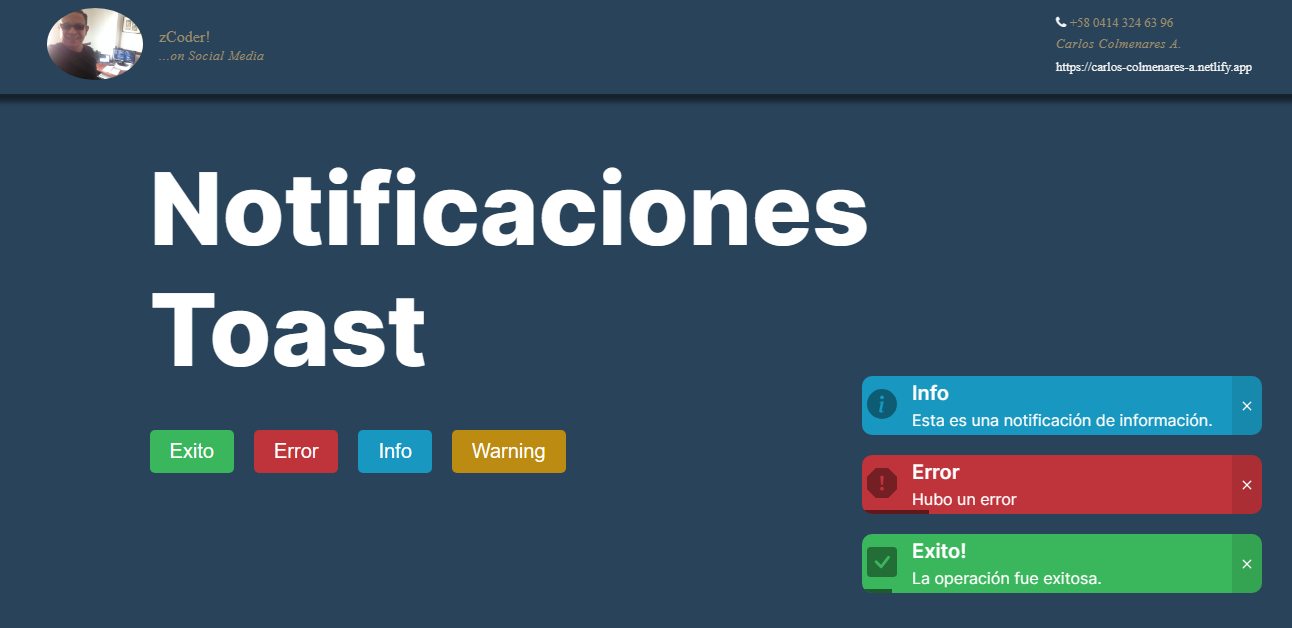 zCoder!
...on Social Media
+58 0414 324 63 96
Carlos Colmenares A.
https://carlos-colmenares-a.netlify.app
Notificaciones
Toast
Exito
Error
Info
Warning
Info
Esta es una notificación de información.
Error
Hubo un error
Exito!
La operación fue exitosa.